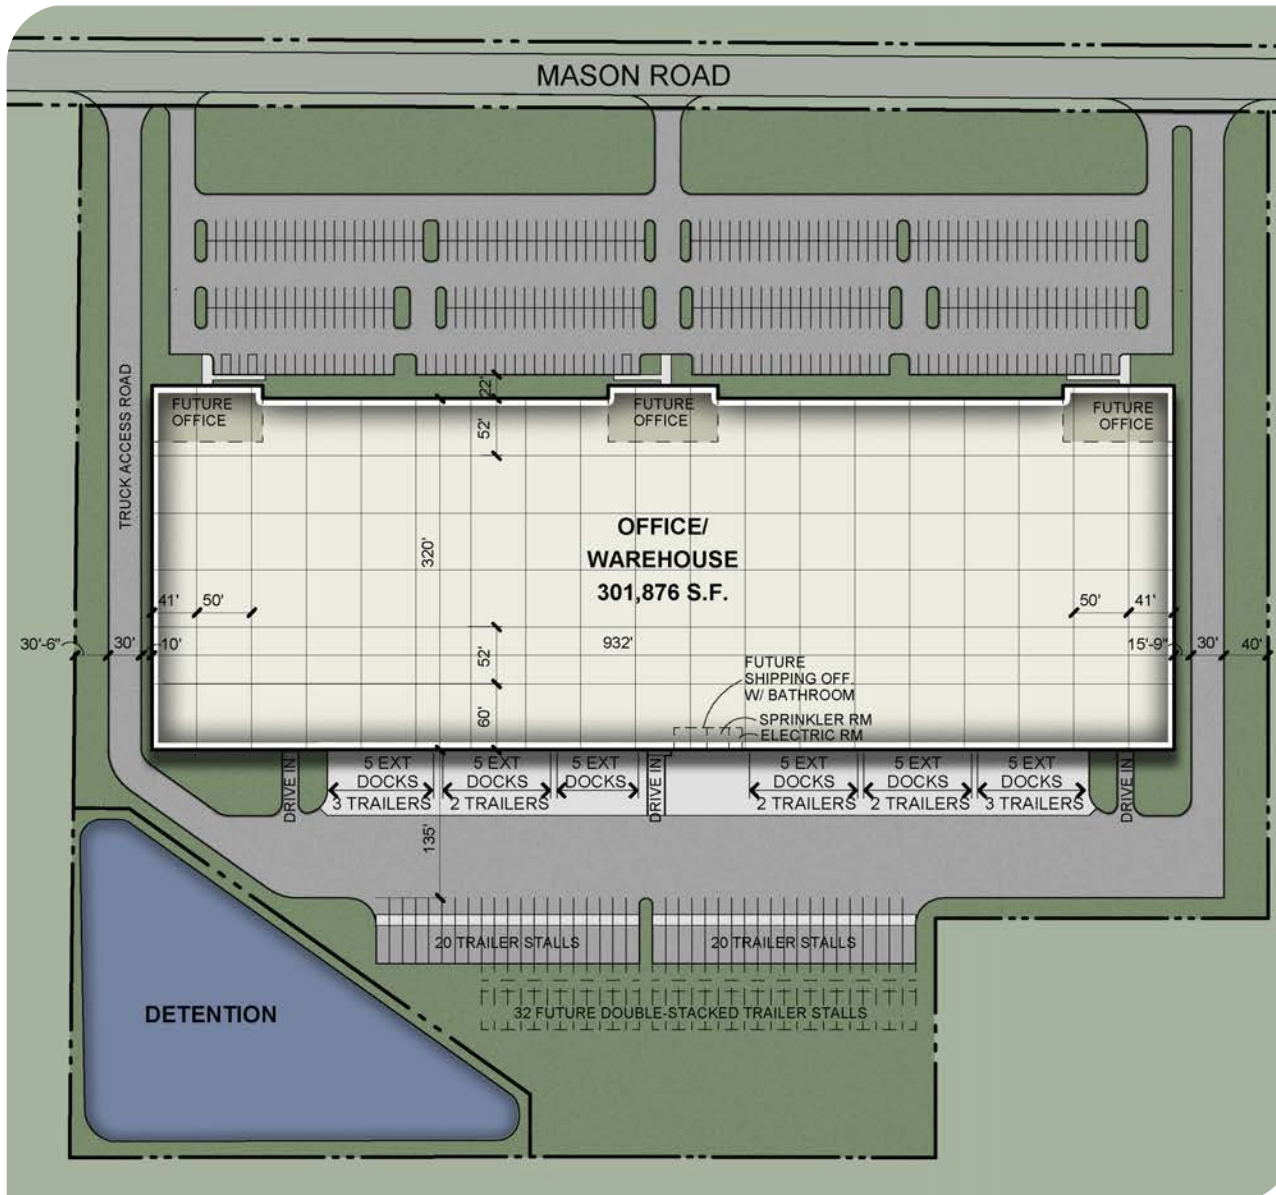 MASON ROAD
TRUCK ACCESS ROAD
22'
FUTURE
OFFICE
FUTURE
OFFICE
FUTURE
OFFICE
52'
320'
OFFICE/
WAREHOUSE
301,876 S.F.
41'
50'
50'
41'
30'-6"
30'
10'
52'
932'
15'-9"
30'
40'
FUTURE
SHIPPING OFF.
W/ BATHROOM
60'
SPRINKLER RM
ELECTRIC RM
DRIVE IN
5 EXT
DOCKS
3 TRAILERS
5 EXT
DOCKS
2 TRAILERS
5 EXT
DOCKS
DRIVE IN
5 EXT
DOCKS
2 TRAILERS
5 EXT
DOCKS
2 TRAILERS
5 EXT
DOCKS
3 TRAILERS
DRIVE IN
135'
20 TRAILER STALLS
20 TRAILER STALLS
32 FUTURE DOUBLE-STACKED TRAILER STALLS
DETENTION